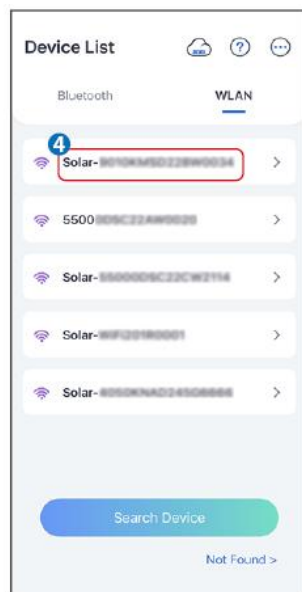 Device List
?
Bluetooth
WLAN
4
Solar-
5500
Solar-
Solar-
Solar-
Search Device
Not Found >